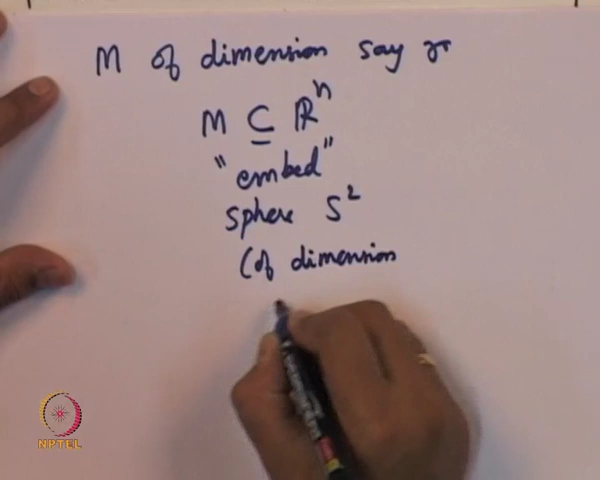 M of dimension say r
M ⊆ ℝⁿ
"embed"
sphere S²
(of dimension
NPTEL